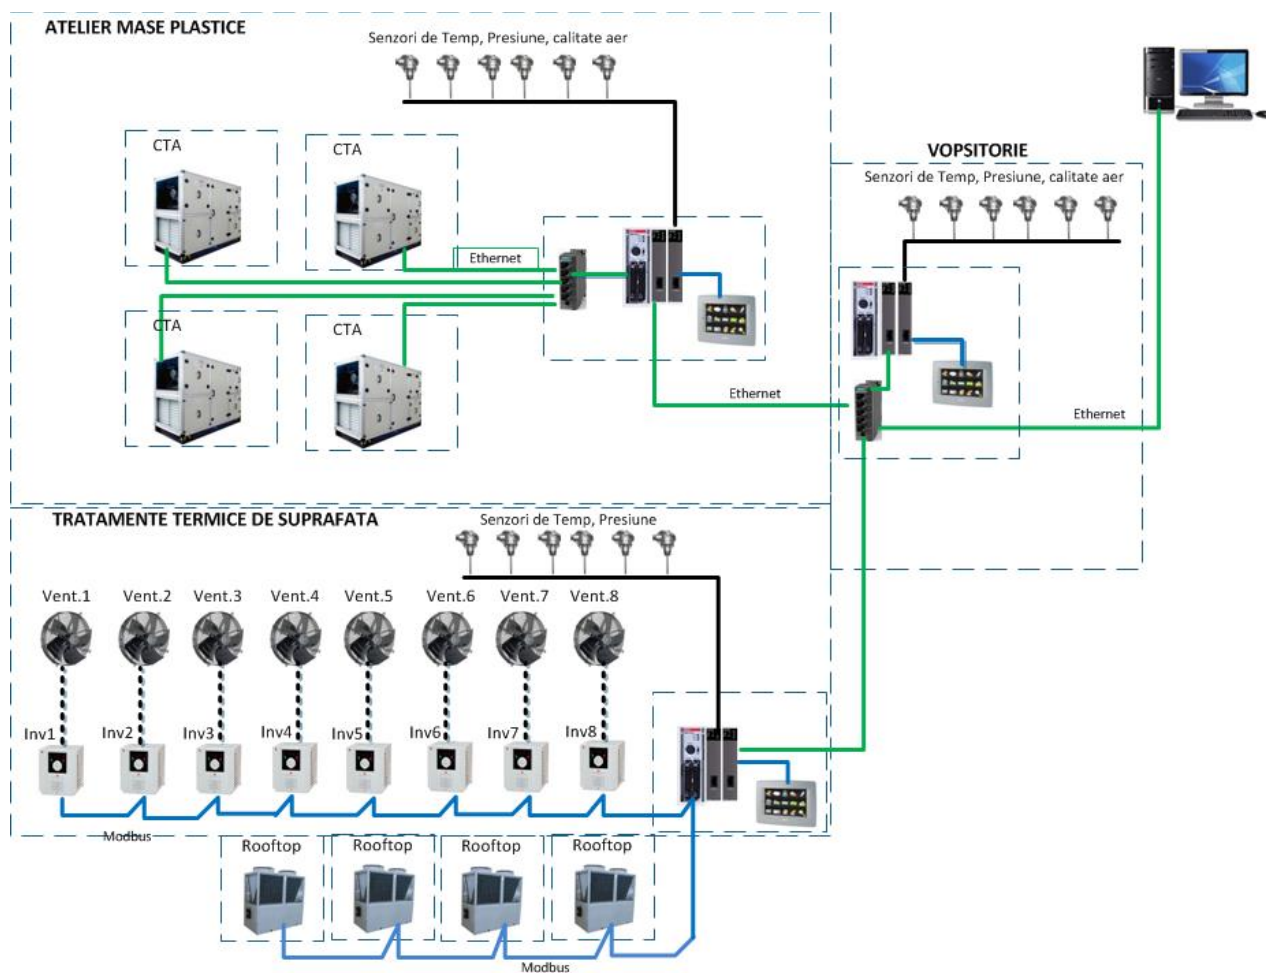 ATELIER MASE PLASTICE
Senzori de Temp, Presiune, calitate aer
CTA
CTA
Ethernet
CTA
CTA
Ethernet
VOPSITORIE
Senzori de Temp, Presiune, calitate aer
Ethernet
TRATAMENTE TERMICE DE SUPRAFATA
Senzori de Temp, Presiune
Vent.1 Vent.2 Vent.3 Vent.4 Vent.5 Vent.6 Vent.7 Vent.8
Inv1 Inv2 Inv3 Inv4 Inv5 Inv6 Inv7 Inv8
Modbus
Rooftop Rooftop Rooftop Rooftop
Modbus